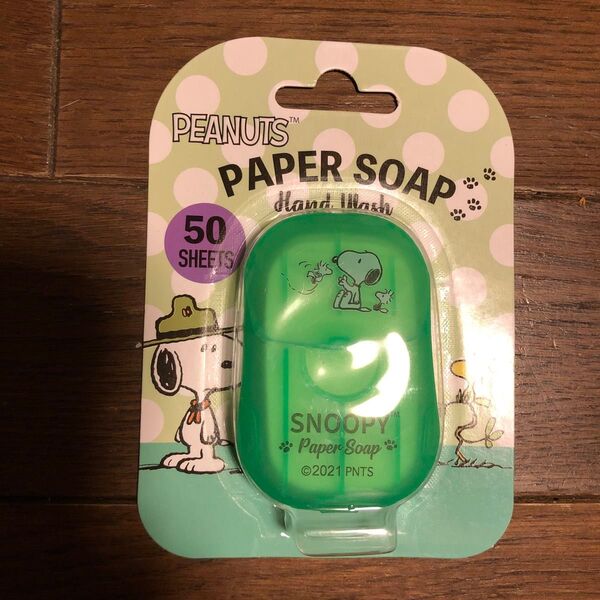 PEANUTS™
PAPER SOAP
Hand Wash
50
SHEETS
SNOOPY™
Paper Soap
©2021 PNTS